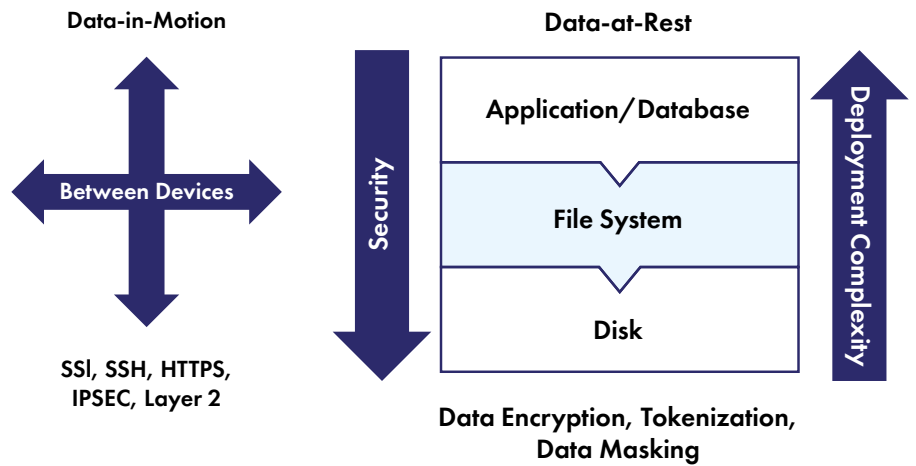 Data-in-Motion
Between Devices
SSl, SSH, HTTPS,
IPSEC, Layer 2
Data-at-Rest
Security
Application/Database
File System
Disk
Deployment Complexity
Data Encryption, Tokenization,
Data Masking